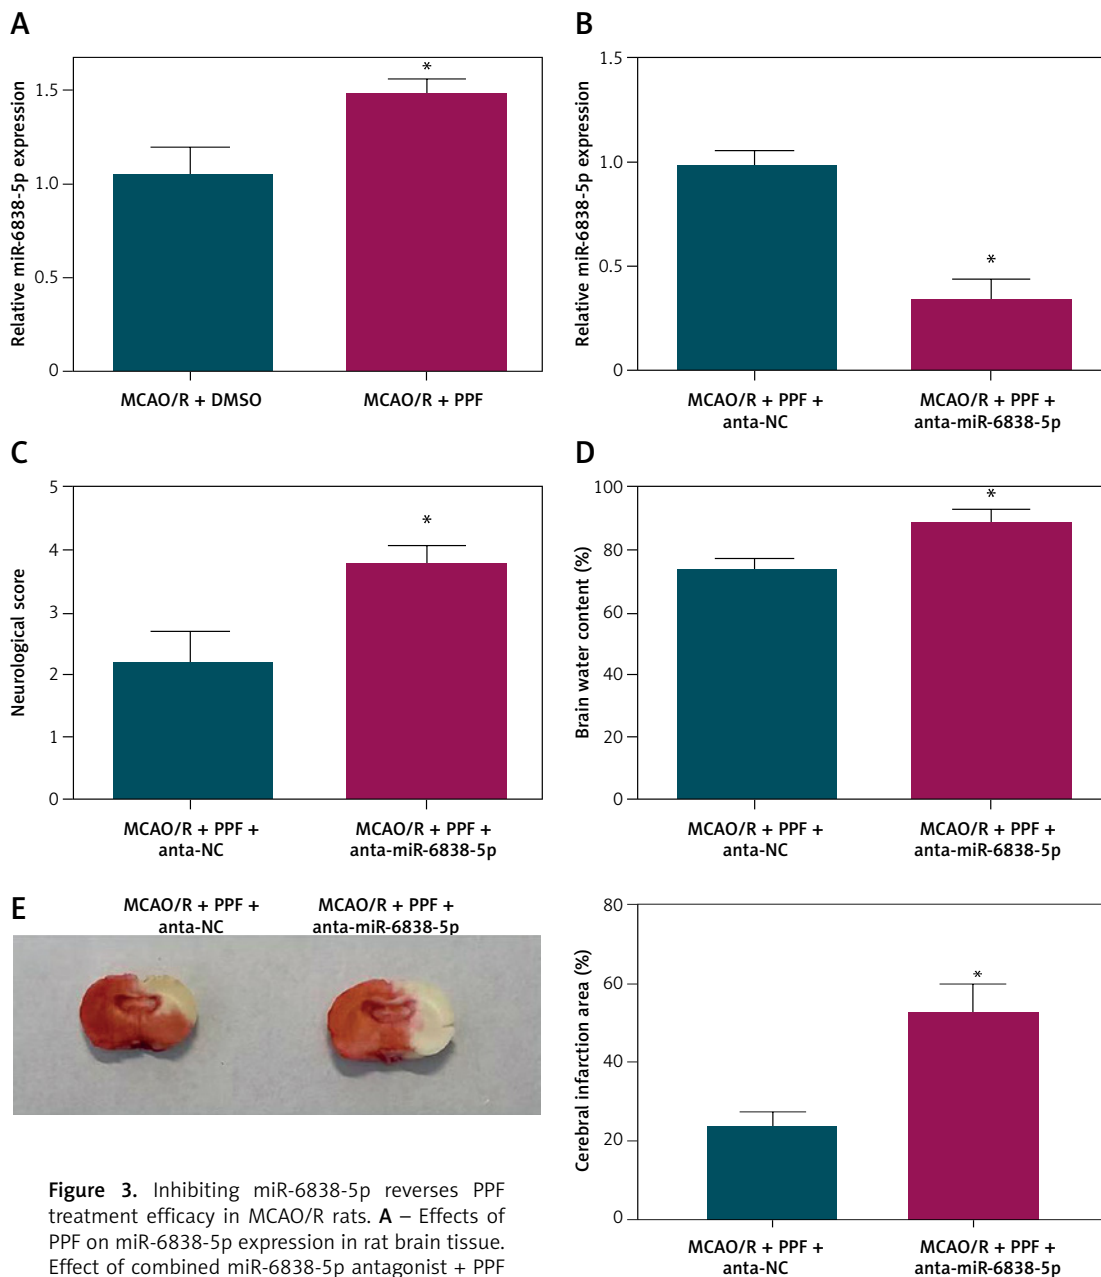 A
Relative miR-6838-5p expression
1.5
1.0
0.5
0
*
MCAO/R + DMSO
MCAO/R + PPF
B
Relative miR-6838-5p expression
1.5
1.0
0.5
0
*
MCAO/R + PPF +
anta-NC
MCAO/R + PPF +
anta-miR-6838-5p
C
Neurological score
5
4
3
2
1
0
*
MCAO/R + PPF +
anta-NC
MCAO/R + PPF +
anta-miR-6838-5p
D
Brain water content (%)
100
80
60
40
20
0
*
MCAO/R + PPF +
anta-NC
MCAO/R + PPF +
anta-miR-6838-5p
E
MCAO/R + PPF +
anta-NC
MCAO/R + PPF +
anta-miR-6838-5p
Cerebral infarction area (%)
80
60
40
20
0
*
MCAO/R + PPF +
anta-NC
MCAO/R + PPF +
anta-miR-6838-5p
Figure 3. Inhibiting miR-6838-5p reverses PPF
treatment efficacy in MCAO/R rats. A – Effects of
PPF on miR-6838-5p expression in rat brain tissue.
Effect of combined miR-6838-5p antagonist + PPF